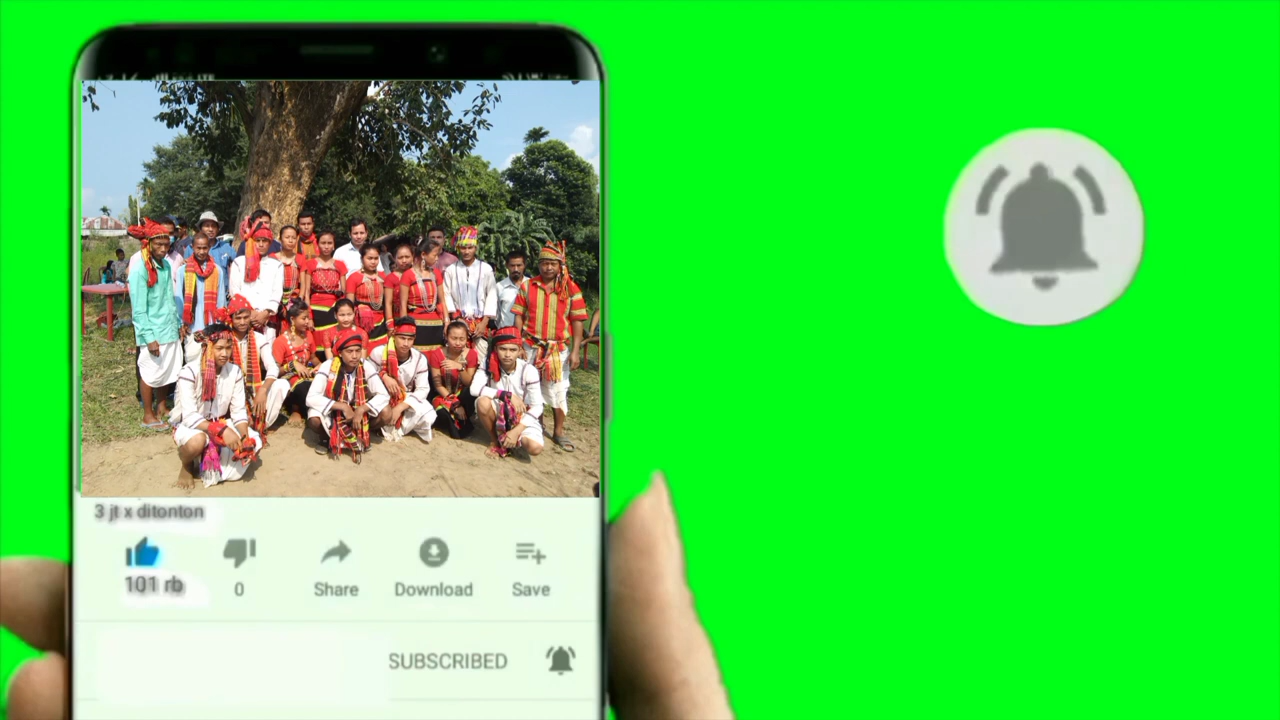 3 jt x ditonton
101 rb
0
Share
Download
Save
SUBSCRIBED